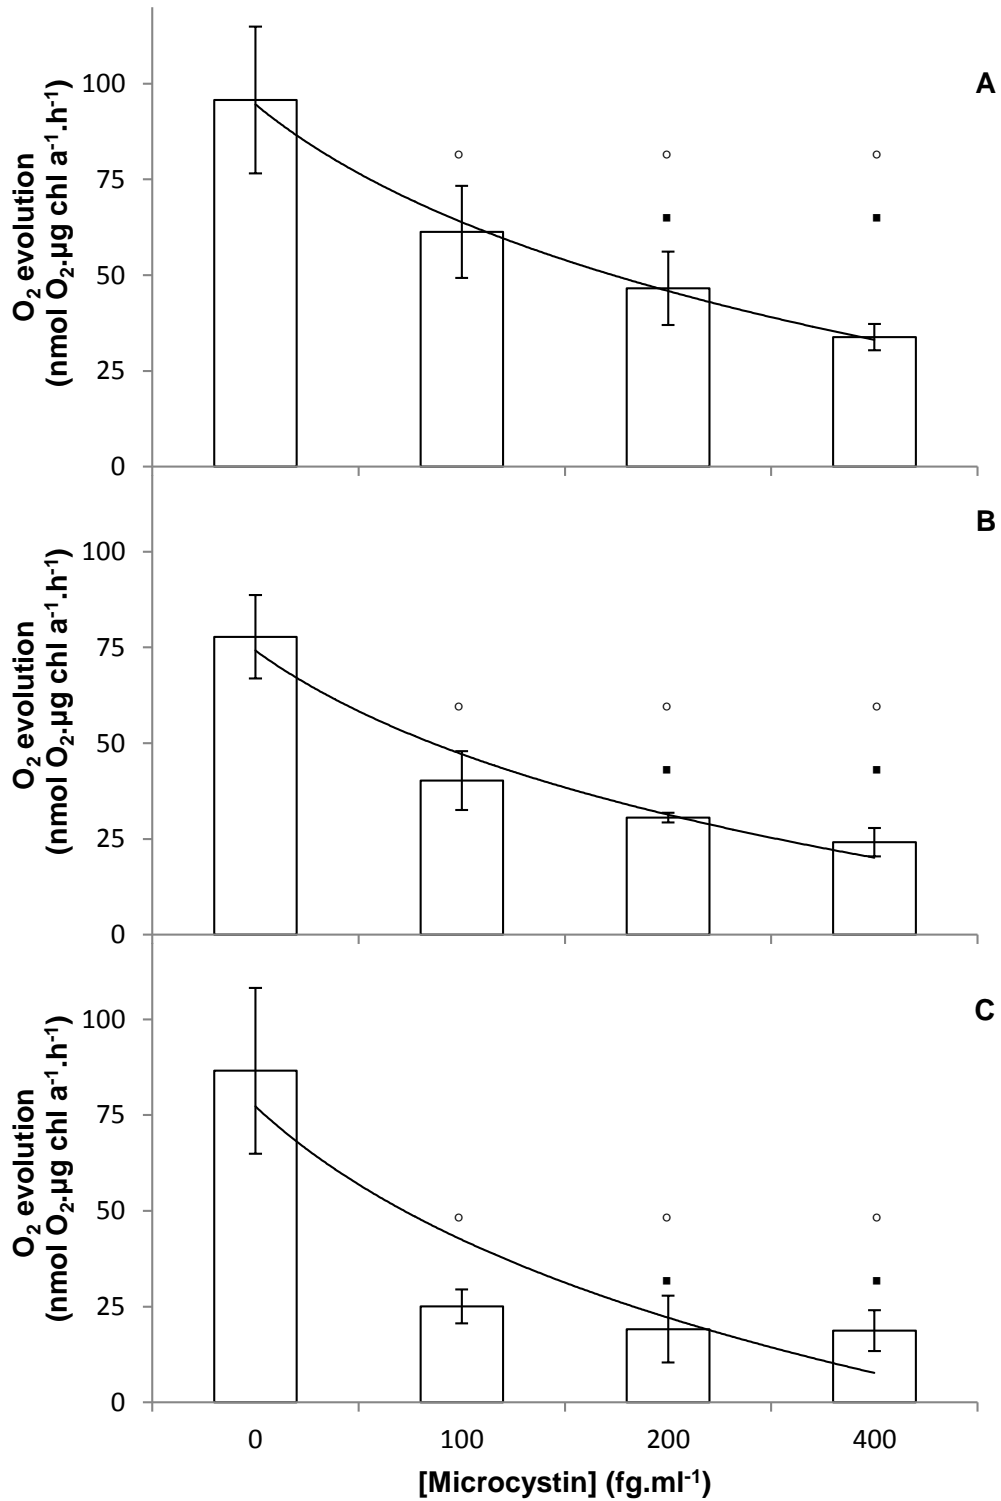 A
O₂ evolution
(nmol O₂.µg chl a⁻¹.h⁻¹)
100
75
50
25
0
B
O₂ evolution
(nmol O₂.µg chl a⁻¹.h⁻¹)
100
75
50
25
0
C
O₂ evolution
(nmol O₂.µg chl a⁻¹.h⁻¹)
100
75
50
25
0
0 100 200 400
[Microcystin] (fg.ml⁻¹)